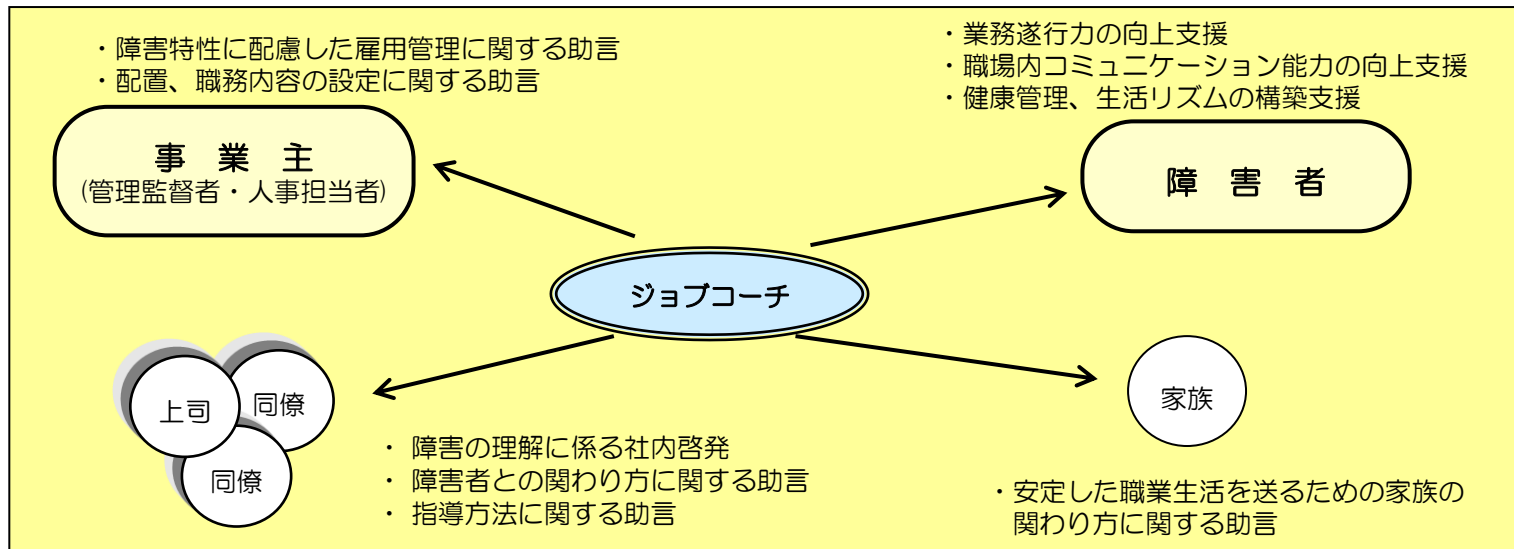 ・障害特性に配慮した雇用管理に関する助言
・配置、職務内容の設定に関する助言
事 業 主
(管理監督者・人事担当者)
・業務遂行力の向上支援
・職場内コミュニケーション能力の向上支援
・健康管理、生活リズムの構築支援
障 害 者
ジョブコーチ
上司
同僚
同僚
・ 障害の理解に係る社内啓発
・ 障害者との関わり方に関する助言
・ 指導方法に関する助言
家族
・安定した職業生活を送るための家族の
関わり方に関する助言